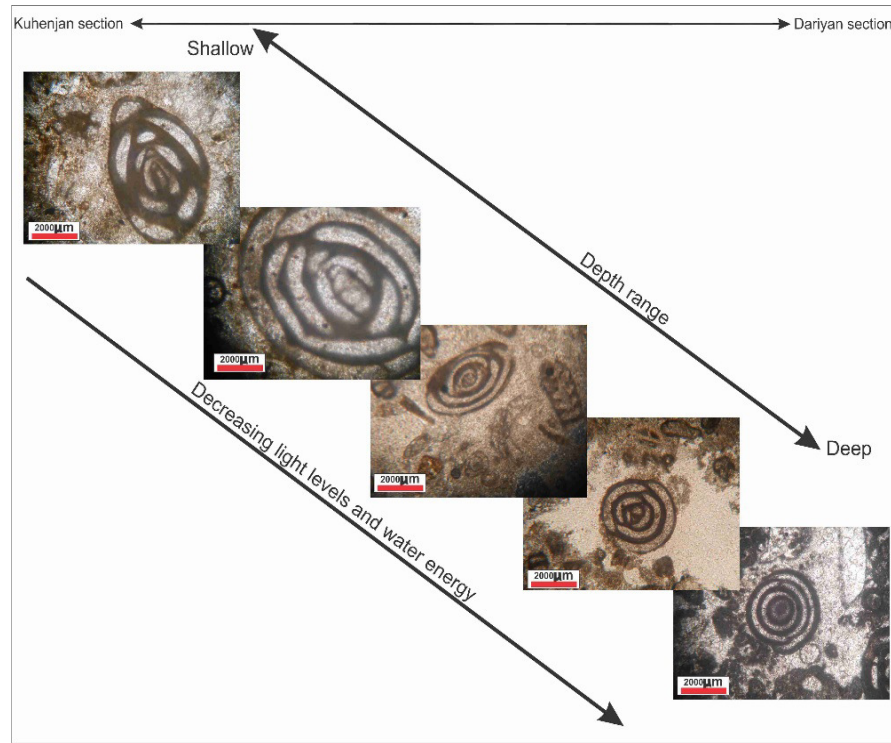 Kuhenjan section
Dariyan section
Shallow
2000µm
2000µm
Depth range
2000µm
Decreasing light levels and water energy
Deep
2000µm
2000µm